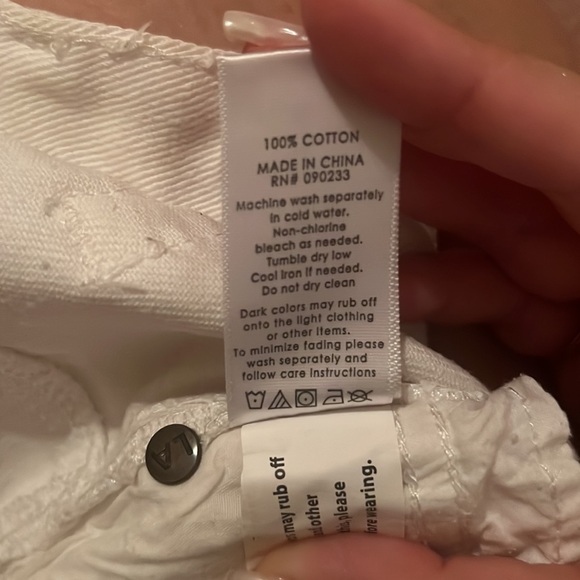 100% COTTON
MADE IN CHINA
RN# 090233
Machine wash separately
in cold water.
Non-chlorine
bleach as needed.
Tumble dry low
Cool iron if needed.
Do not dry clean
Dark colors may rub off
onto the light clothing
or other items.
To minimize fading please
wash separately and
follow care instructions
may rub off
other
please
wearing.
LA